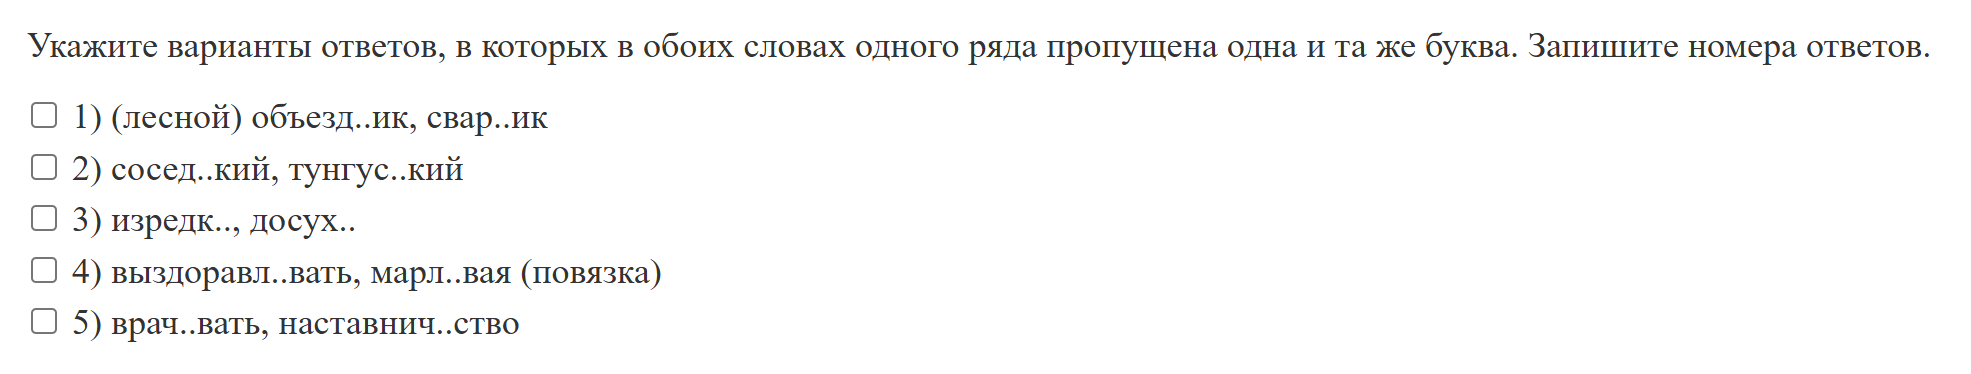 Укажите варианты ответов, в которых в обоих словах одного ряда пропущена одна и та же буква. Запишите номера ответов.
1) (лесной) объезд..ик, свар..ик
2) сосед..кий, тунгус..кий
3) изредк.., досух..
4) выздоравл..вать, марл..вая (повязка)
5) врач..вать, наставнич..ство